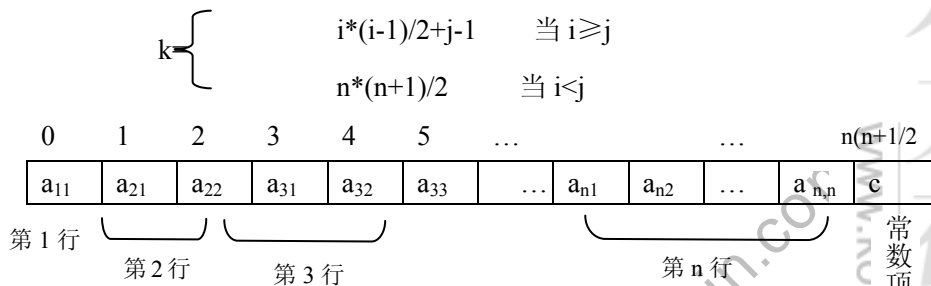 i*(i-1)/2+j-1 当 i≥j
k=
n*(n+1)/2 当 i<j
0 1 2 3 4 5 … … n(n+1/2
a₁₁ a₂₁ a₂₂ a₃₁ a₃₂ a₃₃ … aₙ₁ aₙ₂ … a n,n c
第 1 行
第 2 行
第 3 行
第 n 行
常数项